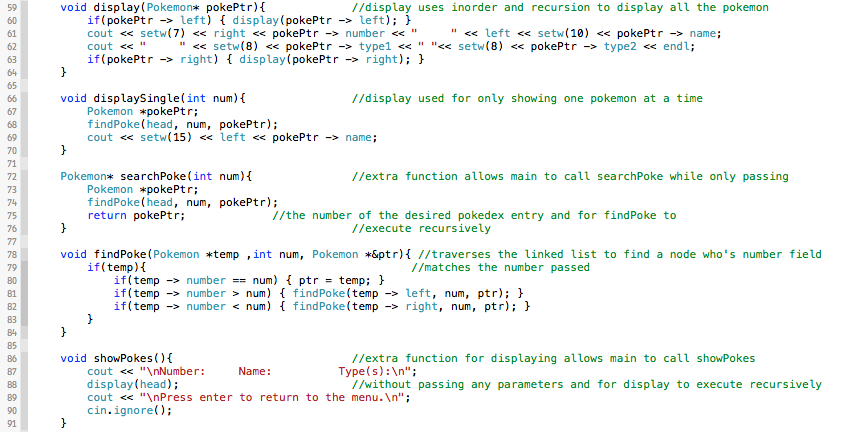 59 void display(Pokemon* pokePtr){ //display uses inorder and recursion to display all the pokemon
60 if(pokePtr -> left) { display(pokePtr -> left); }
61 cout << setw(7) << right << pokePtr -> number << "     " << left << setw(10) << pokePtr -> name;
62 cout << "     " << setw(8) << pokePtr -> type1 << " "<< setw(8) << pokePtr -> type2 << endl;
63 if(pokePtr -> right) { display(pokePtr -> right); }
64 }
65
66 void displaySingle(int num){ //display used for only showing one pokemon at a time
67 Pokemon *pokePtr;
68 findPoke(head, num, pokePtr);
69 cout << setw(15) << left << pokePtr -> name;
70 }
71
72 Pokemon* searchPoke(int num){ //extra function allows main to call searchPoke while only passing
73 Pokemon *pokePtr;
74 findPoke(head, num, pokePtr);
75 return pokePtr; //the number of the desired pokedex entry and for findPoke to
76 } //execute recursively
77
78 void findPoke(Pokemon *temp ,int num, Pokemon *&ptr){ //traverses the linked list to find a node who's number field
79 if(temp){ //matches the number passed
80 if(temp -> number == num) { ptr = temp; }
81 if(temp -> number > num) { findPoke(temp -> left, num, ptr); }
82 if(temp -> number < num) { findPoke(temp -> right, num, ptr); }
83 }
84 }
85
86 void showPokes(){ //extra function for displaying allows main to call showPokes
87 cout << "\nNumber:     Name:          Type(s):\n";
88 display(head); //without passing any parameters and for display to execute recursively
89 cout << "\nPress enter to return to the menu.\n";
90 cin.ignore();
91 }